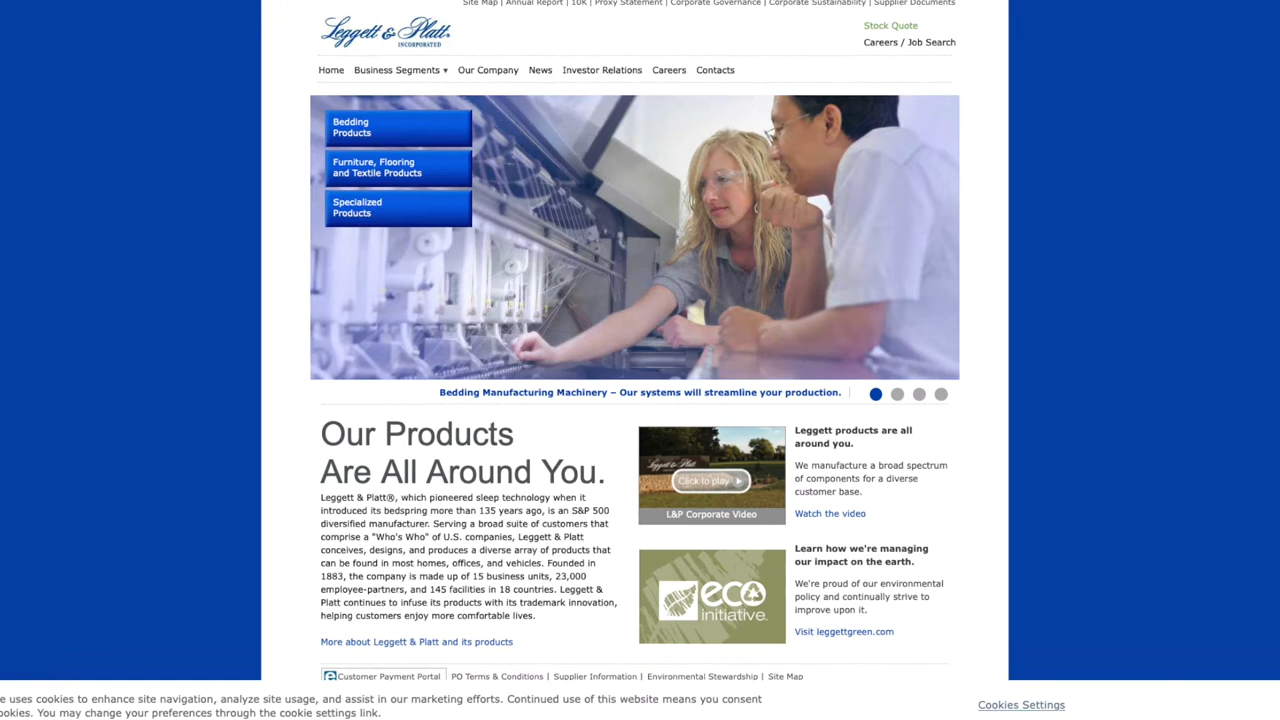 Site Map | Annual Report | 10K | Proxy Statement | Corporate Governance | Corporate Sustainability | Supplier Documents
Leggett & Platt
INCORPORATED
Stock Quote
Careers / Job Search
Home Business Segments Our Company News Investor Relations Careers Contacts
Bedding
Products
Furniture, Flooring
and Textile Products
Specialized
Products
Bedding Manufacturing Machinery – Our systems will streamline your production.
Our Products
Are All Around You.
Leggett & Platt®, which pioneered sleep technology when it
introduced its bedspring more than 135 years ago, is an S&P 500
diversified manufacturer. Serving a broad suite of customers that
comprise a "Who's Who" of U.S. companies, Leggett & Platt
conceives, designs, and produces a diverse array of products that
can be found in most homes, offices, and vehicles. Founded in
1883, the company is made up of 15 business units, 23,000
employee-partners, and 145 facilities in 18 countries. Leggett &
Platt continues to infuse its products with its trademark innovation,
helping customers enjoy more comfortable lives.
More about Leggett & Platt and its products
Leggett & Platt
Click to play
L&P Corporate Video
Leggett products are all
around you.
We manufacture a broad spectrum
of components for a diverse
customer base.
Watch the video
eco
initiative.
Learn how we're managing
our impact on the earth.
We're proud of our environmental
policy and continually strive to
improve upon it.
Visit leggettgreen.com
Customer Payment Portal PO Terms & Conditions | Supplier Information | Environmental Stewardship | Site Map
e uses cookies to enhance site navigation, analyze site usage, and assist in our marketing efforts. Continued use of this website means you consent
ookies. You may change your preferences through the cookie settings link.
Cookies Settings